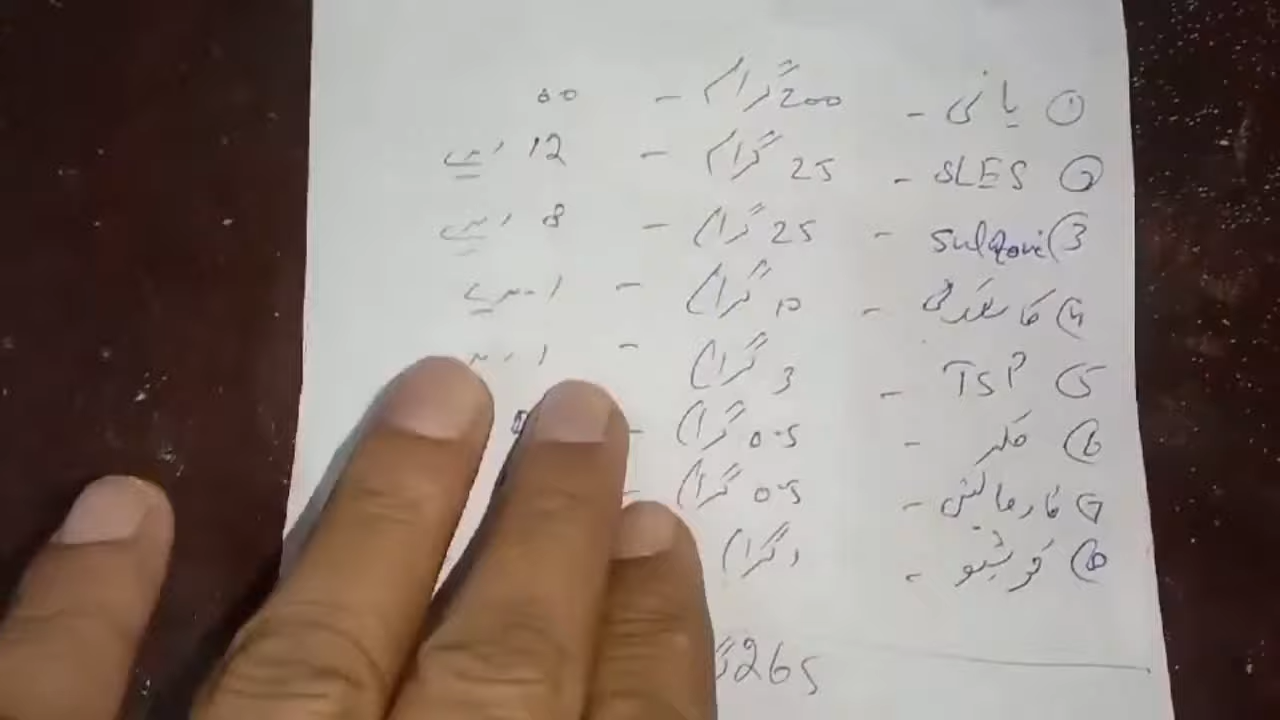 ① پانی - 200 گرام - 00
② SLES - 25 گرام - 12 روپے
③ Sulfonic - 25 گرام - 8 روپے
④ - 10 گرام - 1 روپے
⑤ TSP - 3 گرام - 1
⑥ کلر - 0.5 گرام -
⑦ فارمالین - 0.5 گرام -
⑧ خوشبو - 1 گرام
265